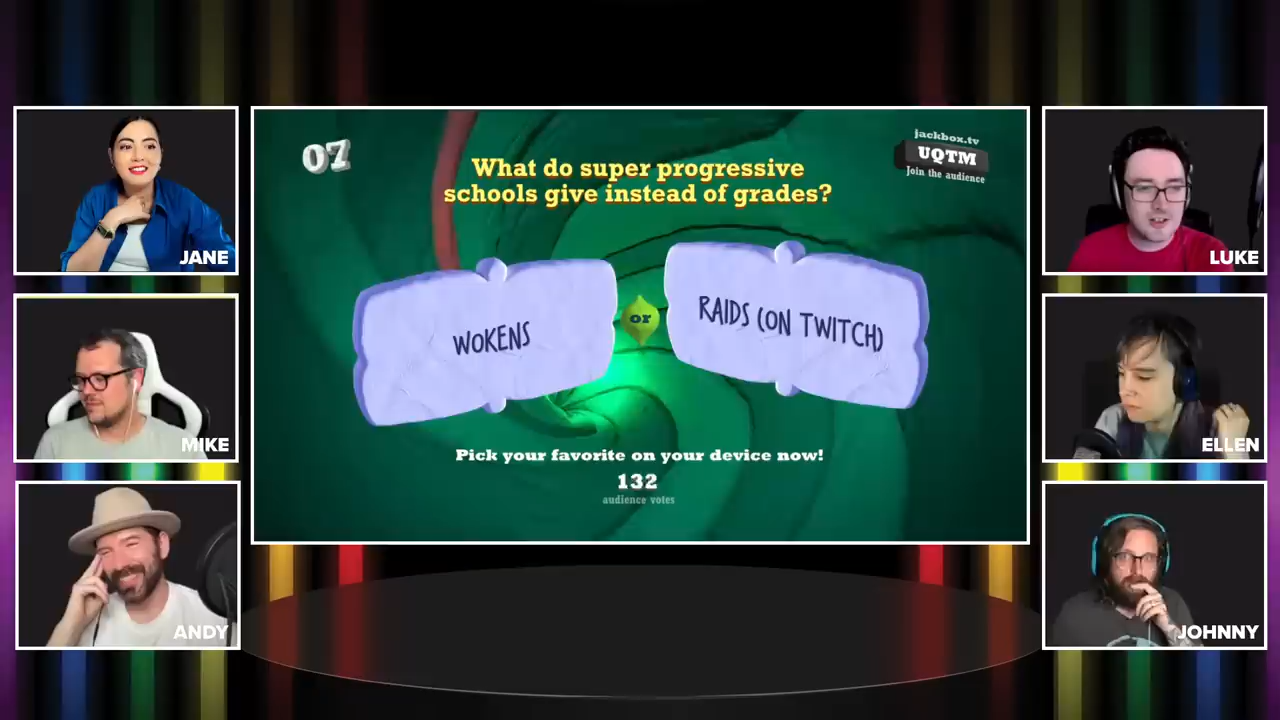 JANE
MIKE
ANDY
07
What do super progressive
schools give instead of grades?
jackbox.tv
UQTM
Join the audience
WOKENS
or
RAIDS (ON TWITCH)
Pick your favorite on your device now!
132
audience votes
LUKE
ELLEN
JOHNNY